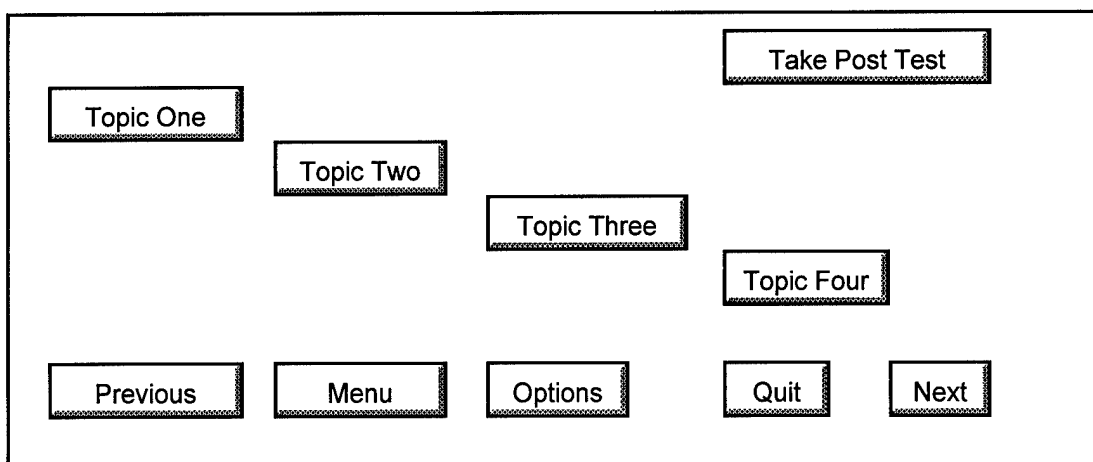 Take Post Test
Topic One
Topic Two
Topic Three
Topic Four
Previous
Menu
Options
Quit
Next